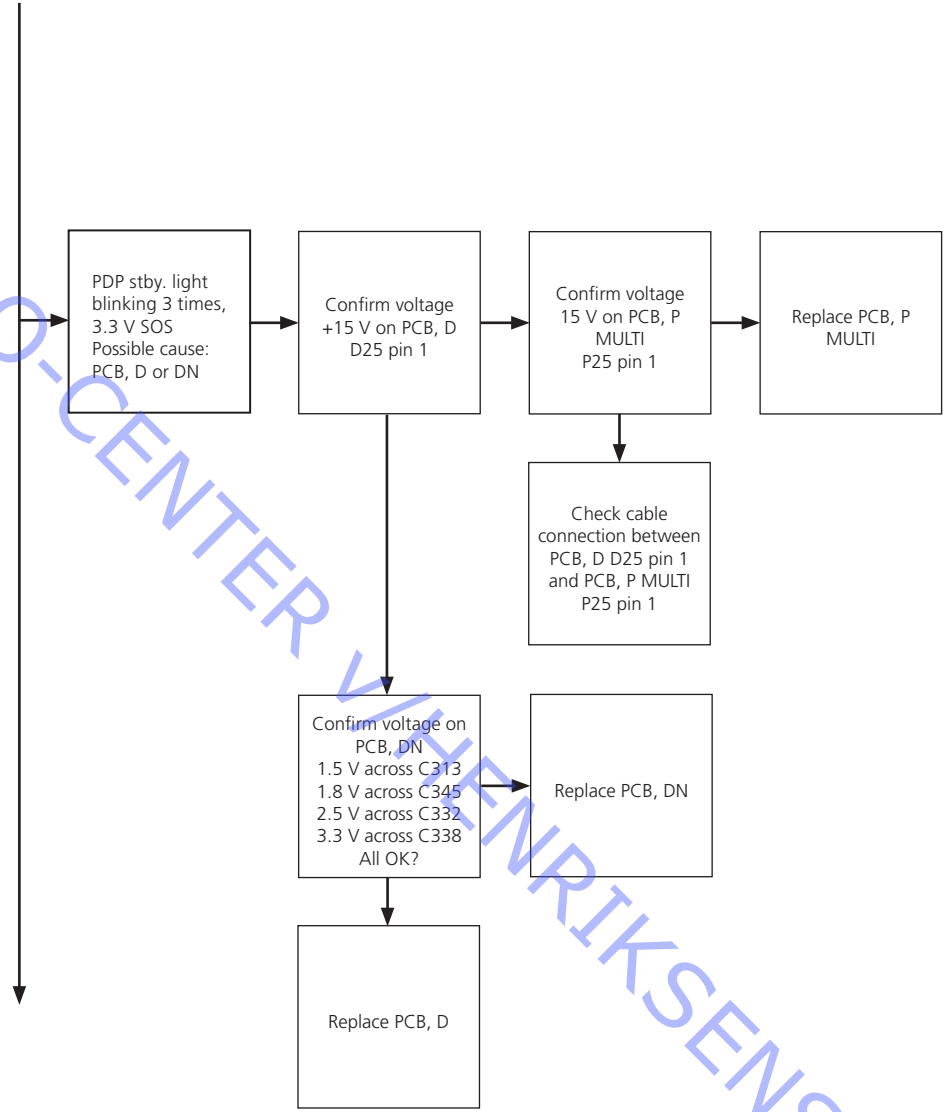 PDP stby. light
blinking 3 times,
3.3 V SOS
Possible cause:
PCB, D or DN
Confirm voltage
+15 V on PCB, D
D25 pin 1
Confirm voltage
15 V on PCB, P
MULTI
P25 pin 1
Replace PCB, P
MULTI
Check cable
connection between
PCB, D D25 pin 1
and PCB, P MULTI
P25 pin 1
Confirm voltage on
PCB, DN
1.5 V across C313
1.8 V across C345
2.5 V across C332
3.3 V across C338
All OK?
Replace PCB, DN
Replace PCB, D
O-CENTER v/HENRIKSENS